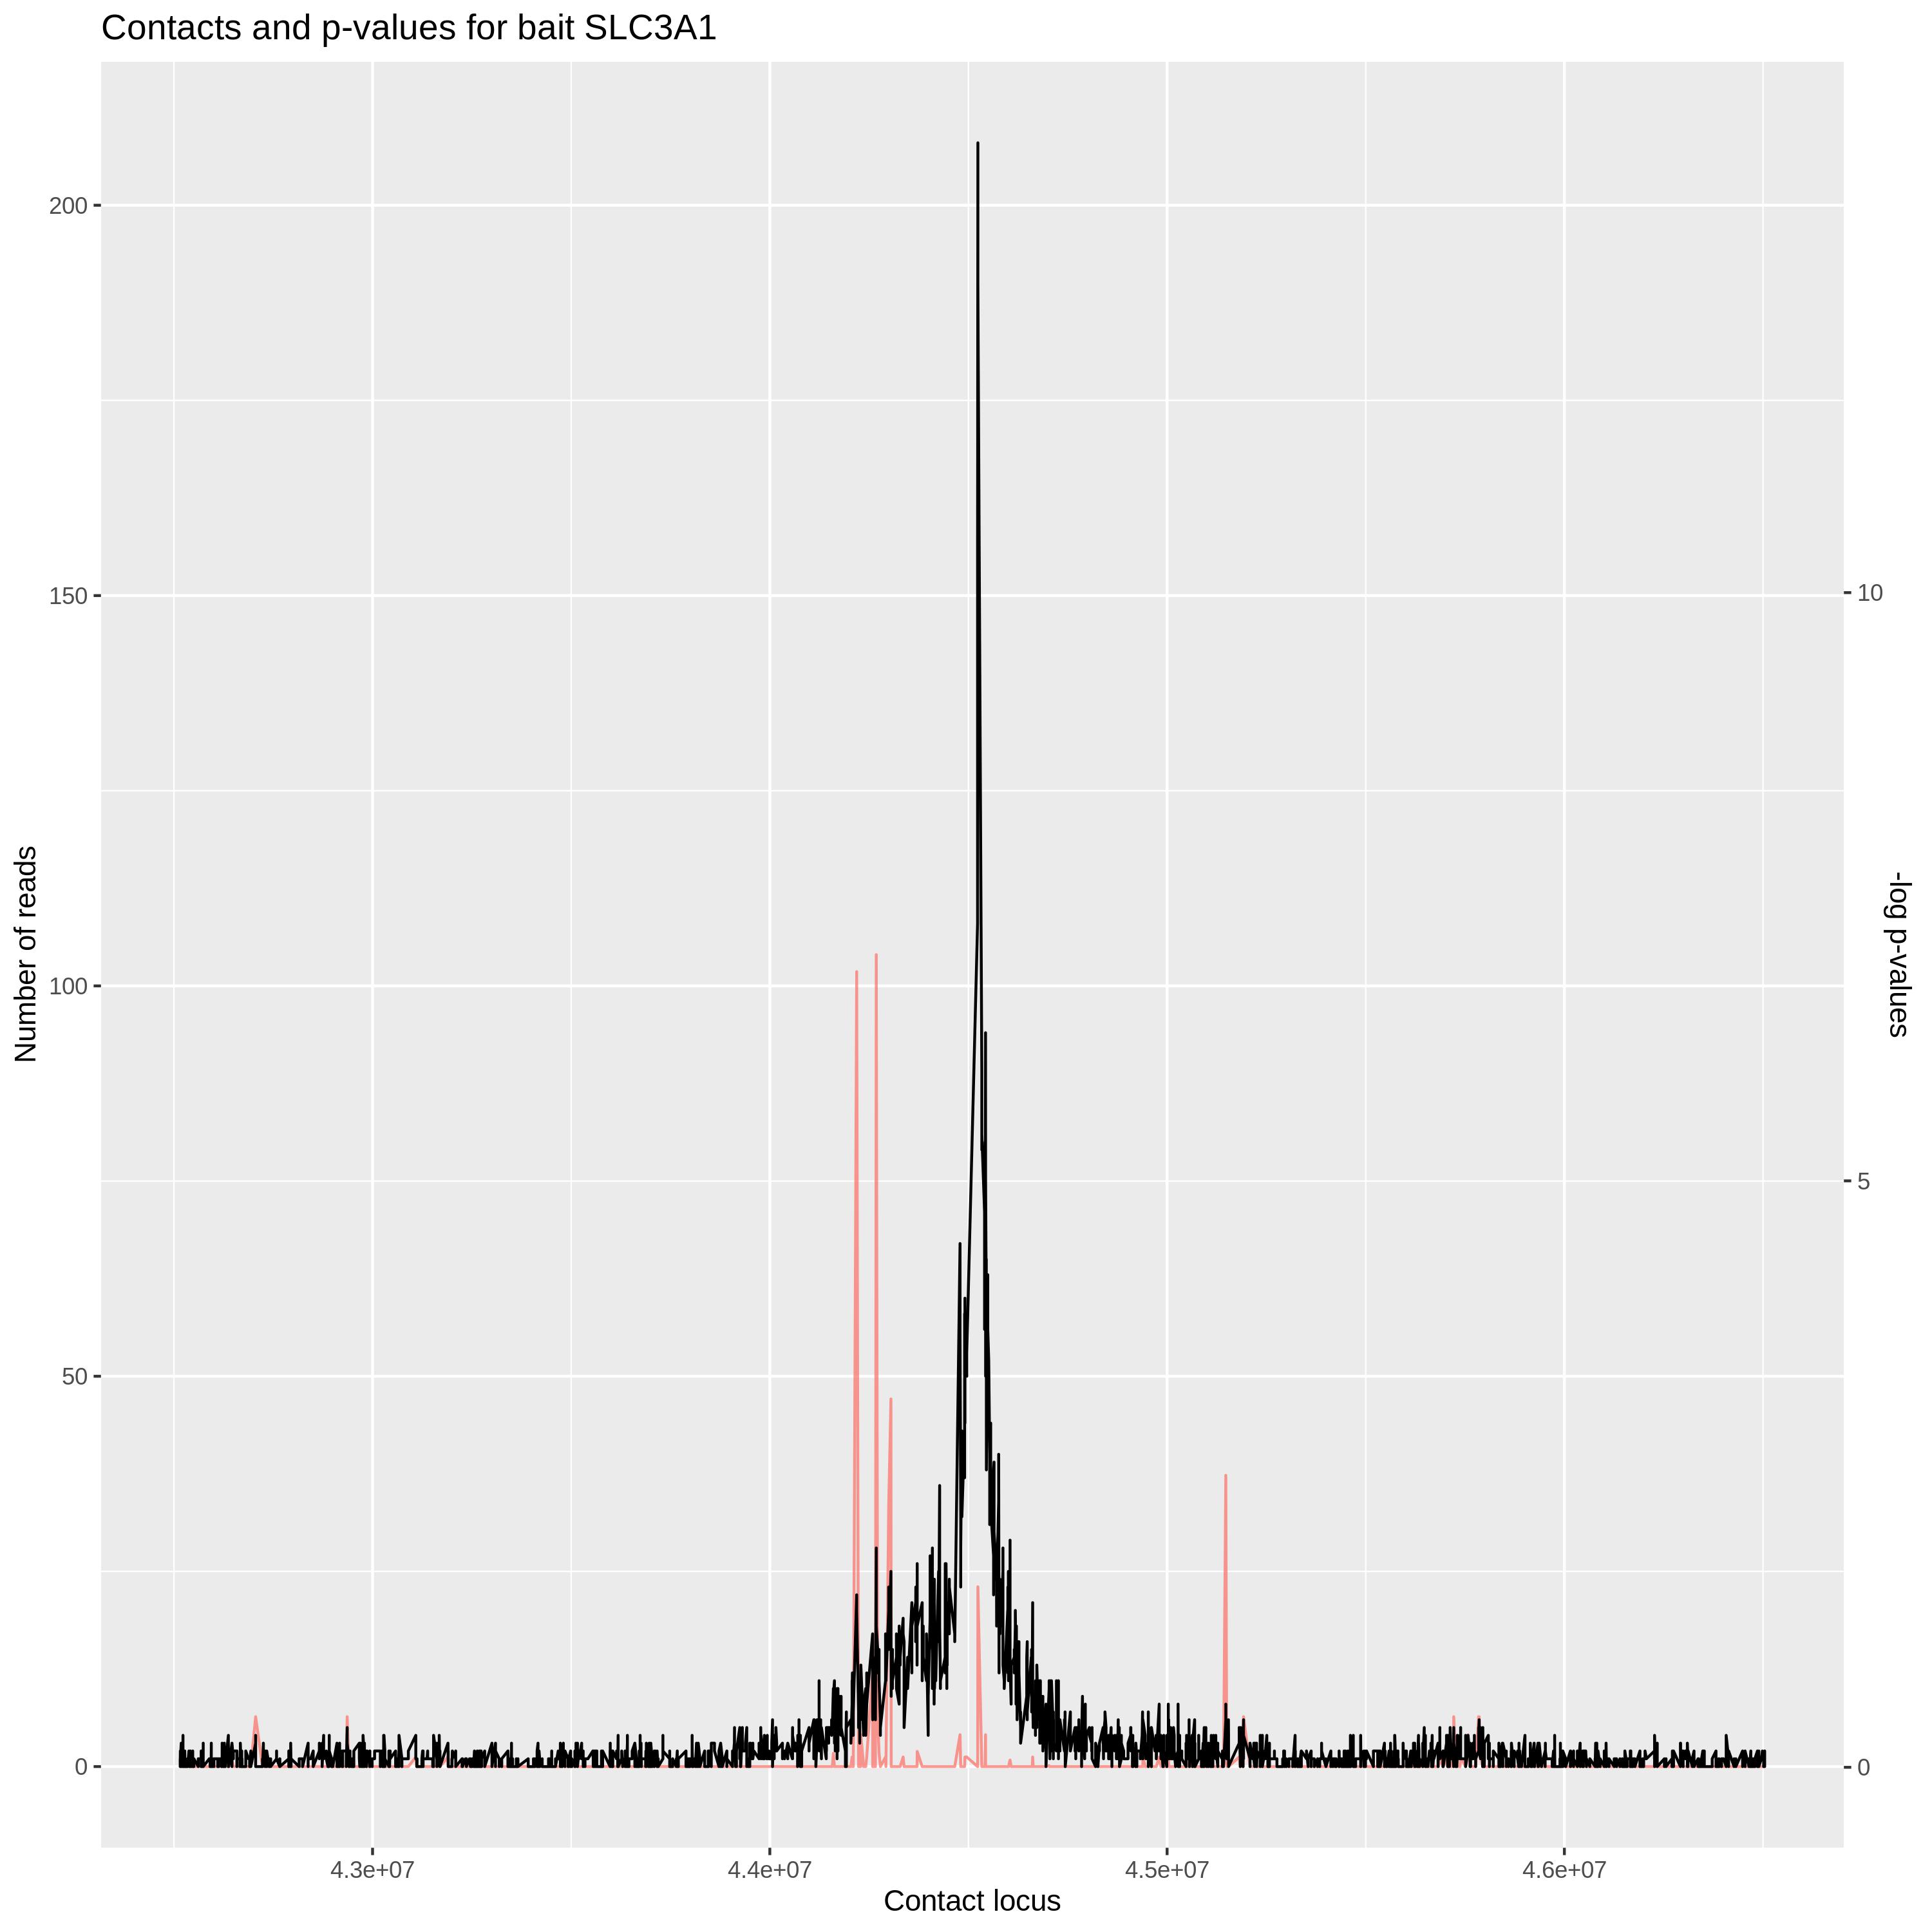 Contacts and p-values for bait SLC3A1
200
150
100
50
0
Number of reads
10
5
0
-log p-values
4.3e+07
4.4e+07
4.5e+07
4.6e+07
Contact locus